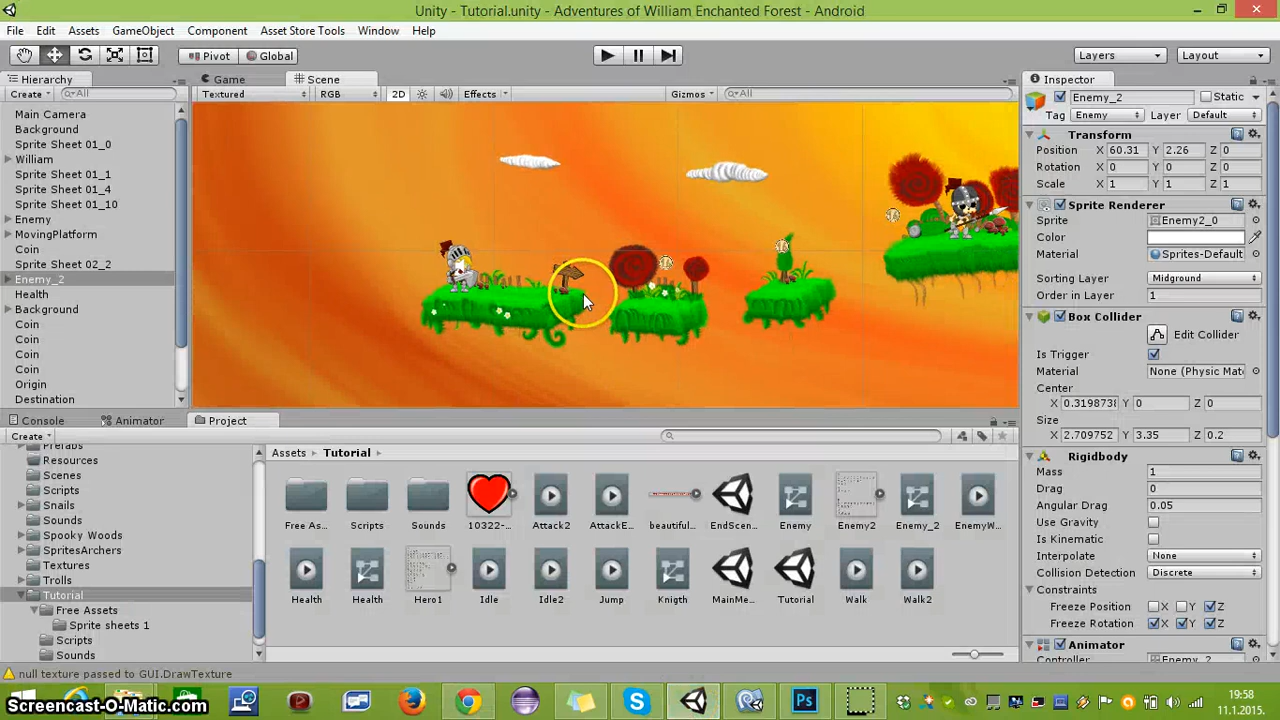 Unity - Tutorial.unity - Adventures of William Enchanted Forest - Android
File Edit Assets GameObject Component Asset Store Tools Window Help
Pivot Global Layers Layout
Hierarchy Game Scene Inspector
Create All Textured RGB 2D Effects Gizmos All
Main Camera
Background
Sprite Sheet 01_0
William
Sprite Sheet 01_1
Sprite Sheet 01_4
Sprite Sheet 01_10
Enemy
MovingPlatform
Coin
Sprite Sheet 02_2
Enemy_2
Health
Background
Coin
Coin
Coin
Coin
Origin
Destination
Enemy_2 Static
Tag Enemy Layer Default
Transform
Position X 60.31 Y 2.26 Z 0
Rotation X 0 Y 0 Z 0
Scale X 1 Y 1 Z 1
Sprite Renderer
Sprite Enemy2_0
Color
Material Sprites-Default
Sorting Layer Midground
Order in Layer 1
Box Collider
Edit Collider
Is Trigger
Material None (Physic Mat
Center
X 0.319873 Y 0 Z 0
Size
X 2.709752 Y 3.35 Z 0.2
Rigidbody
Mass 1
Drag 0
Angular Drag 0.05
Use Gravity
Is Kinematic
Interpolate None
Collision Detection Discrete
Constraints
Freeze Position X Y Z
Freeze Rotation X Y Z
Animator
Controller Enemy_2
Console Animator Project
Create
Prefabs
Resources
Scenes
Scripts
Snails
Sounds
Spooky Woods
SpritesArchers
Textures
Trolls
Tutorial
Free Assets
Sprite sheets 1
Scripts
Sounds
Assets Tutorial
Free As... Scripts Sounds 10322-... Attack2 AttackE... beautiful... EndScen... Enemy Enemy2 Enemy_2 EnemyW...
Health Health Hero1 Idle Idle2 Jump Knigth MainMe... Tutorial Walk Walk2
null texture passed to GUI.DrawTexture
Screencast-O-Matic.com
Ps
19:58
11.1.2015.